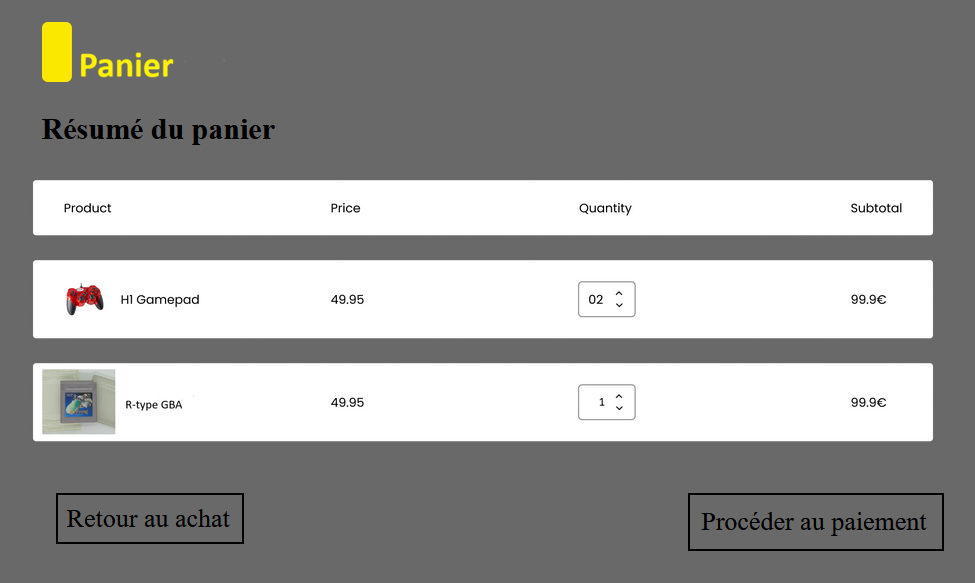 Panier
Résumé du panier
Product Price Quantity Subtotal
H1 Gamepad 49.95 02 99.9€
R-type GBA 49.95 1 99.9€
Retour au achat Procéder au paiement